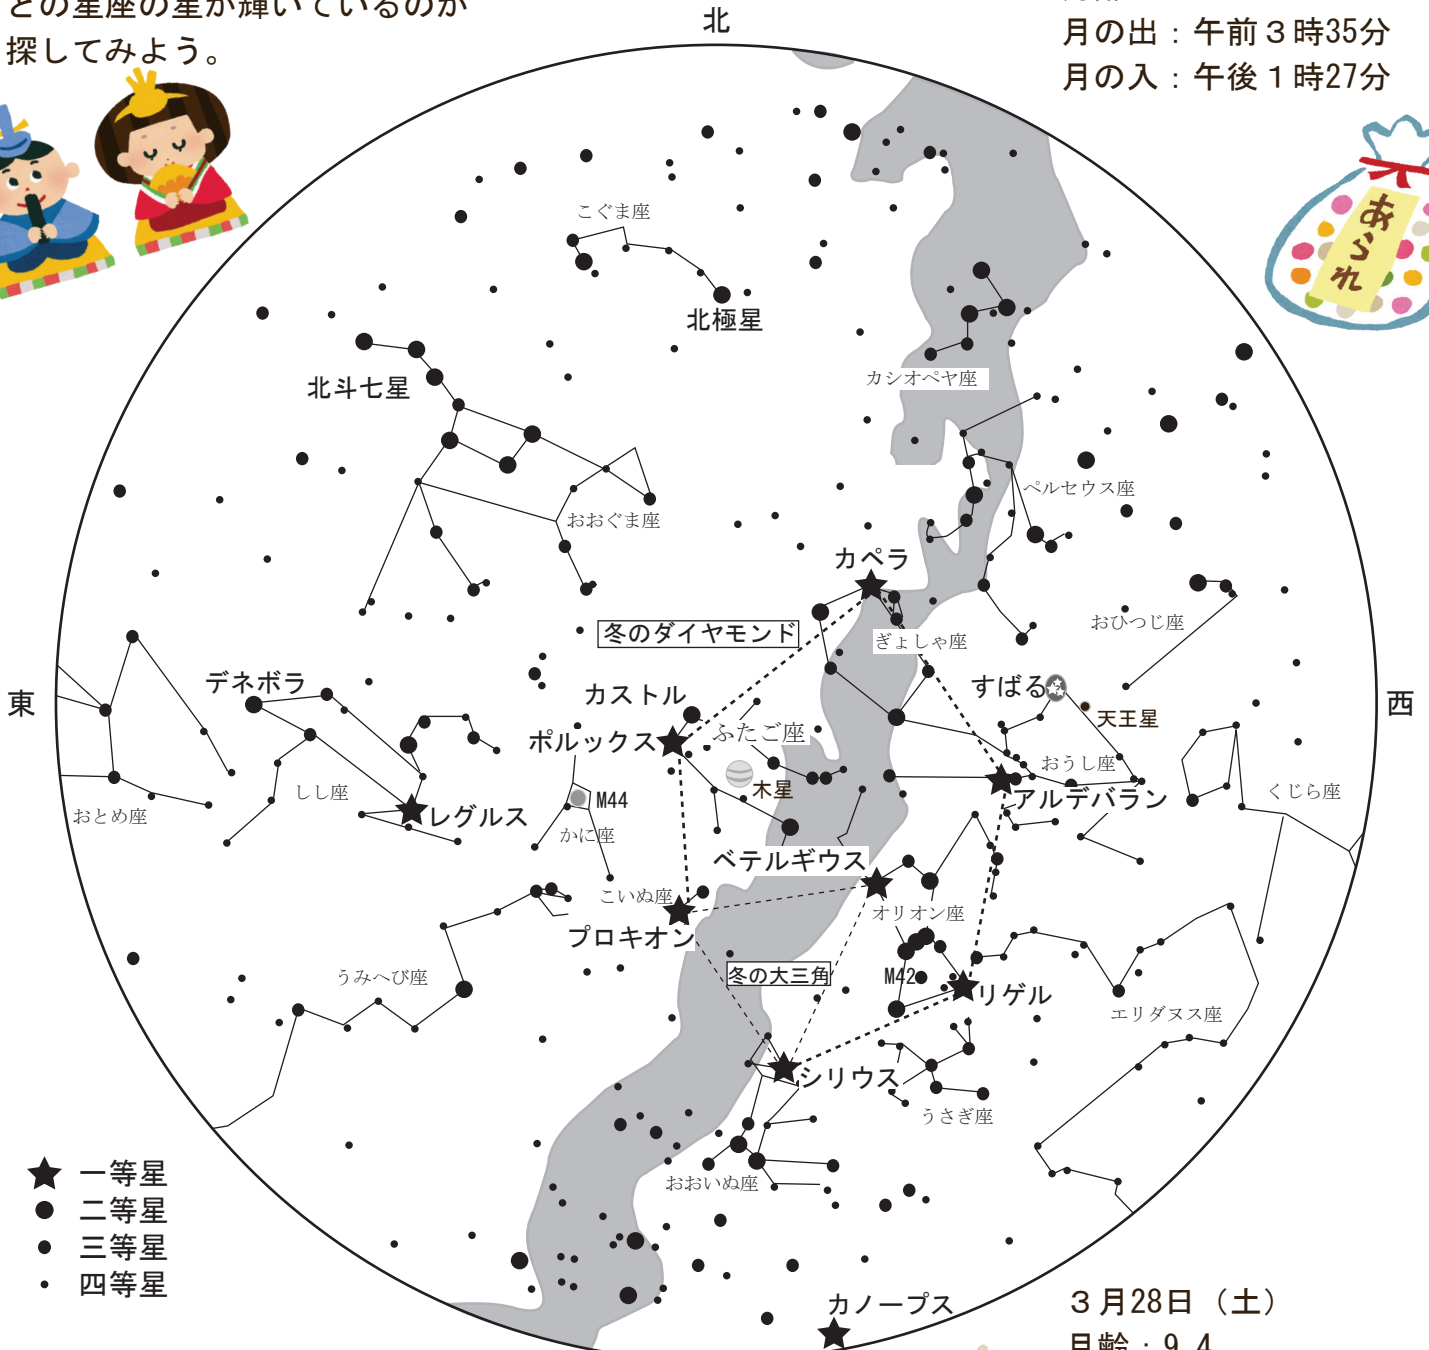 どの星座の星が輝いているのか
探してみよう。
月の出：午前３時35分
月の入：午後１時27分
あられ
北
東
西
こぐま座
北極星
北斗七星
カシオペヤ座
おおぐま座
ペルセウス座
カペラ
冬のダイヤモンド
ぎょしゃ座
おひつじ座
デネボラ
カストル
すばる
天王星
ポルックス
ふたご座
木星
おうし座
アルデバラン
くじら座
しし座
レグルス
M44
かに座
おとめ座
ベテルギウス
こいぬ座
オリオン座
プロキオン
冬の大三角
M42
リゲル
うみへび座
エリダヌス座
シリウス
うさぎ座
おおいぬ座
カノープス
一等星
二等星
三等星
四等星
３月28日（土）
月齢：9.4